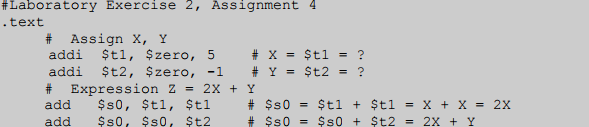 #Laboratory Exercise 2, Assignment 4
.text
# Assign X, Y
addi $t1, $zero, 5 # X = $t1 = ?
addi $t2, $zero, -1 # Y = $t2 = ?
# Expression Z = 2X + Y
add $s0, $t1, $t1 # $s0 = $t1 + $t1 = X + X = 2X
add $s0, $s0, $t2 # $s0 = $s0 + $t2 = 2X + Y